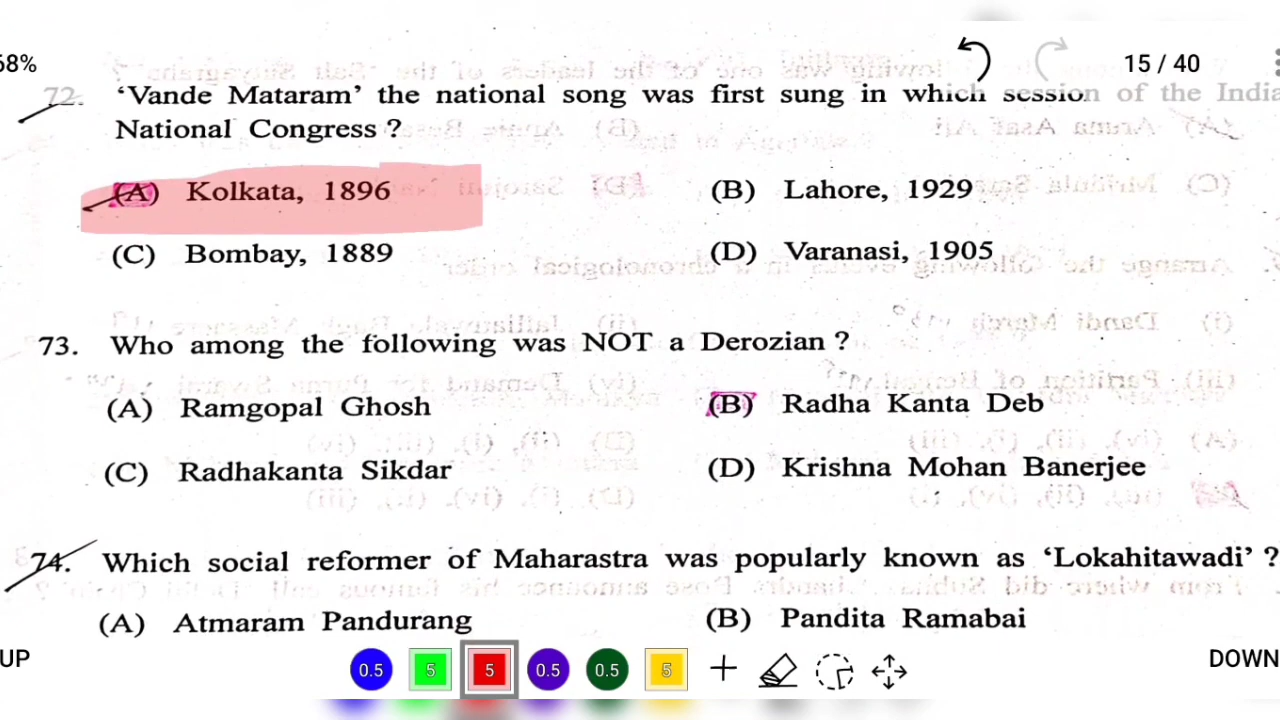 68%
15 / 40
72. ‘Vande Mataram’ the national song was first sung in which session of the India
National Congress ?
(A) Kolkata, 1896 (B) Lahore, 1929
(C) Bombay, 1889 (D) Varanasi, 1905
73. Who among the following was NOT a Derozian ?
(A) Ramgopal Ghosh (B) Radha Kanta Deb
(C) Radhakanta Sikdar (D) Krishna Mohan Banerjee
74. Which social reformer of Maharastra was popularly known as ‘Lokahitawadi’ ?
(A) Atmaram Pandurang (B) Pandita Ramabai
UP 0.5 5 5 0.5 0.5 5 DOWN